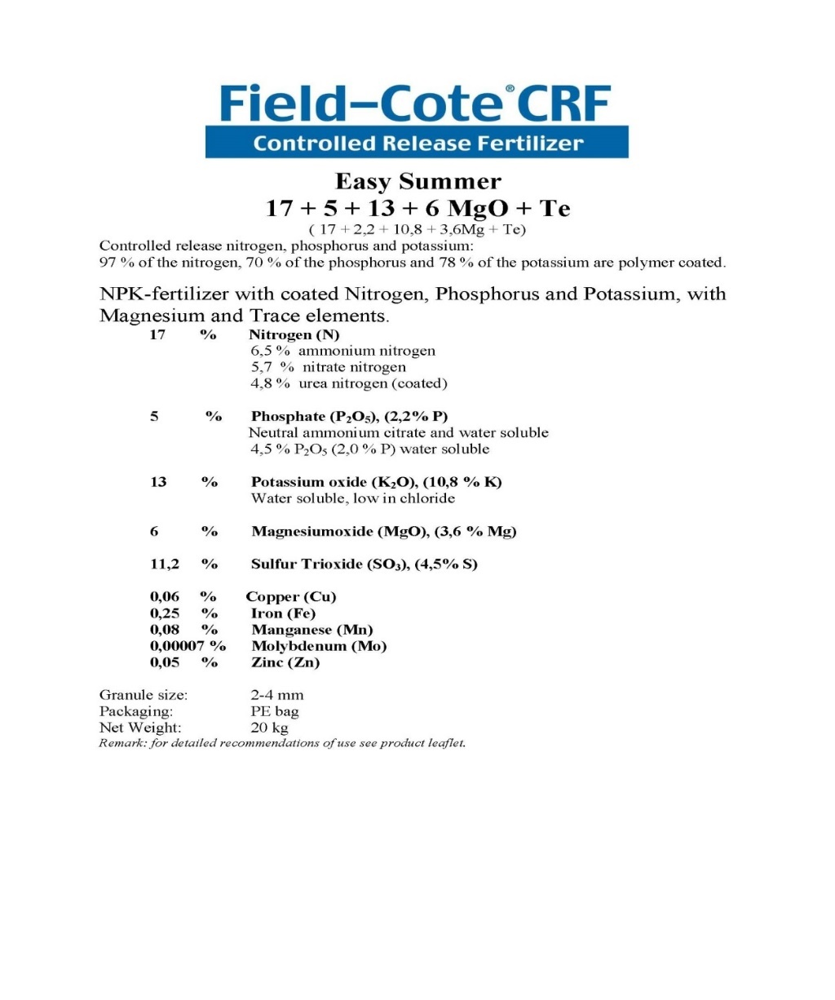 Field–Cote® CRF
Controlled Release Fertilizer
Easy Summer
17 + 5 + 13 + 6 MgO + Te
( 17 + 2,2 + 10,8 + 3,6Mg + Te)
Controlled release nitrogen, phosphorus and potassium:
97 % of the nitrogen, 70 % of the phosphorus and 78 % of the potassium are polymer coated.
NPK-fertilizer with coated Nitrogen, Phosphorus and Potassium, with
Magnesium and Trace elements.
17 % Nitrogen (N)
6,5 % ammonium nitrogen
5,7 % nitrate nitrogen
4,8 % urea nitrogen (coated)
5 % Phosphate (P₂O₅), (2,2% P)
Neutral ammonium citrate and water soluble
4,5 % P₂O₅ (2,0 % P) water soluble
13 % Potassium oxide (K₂O), (10,8 % K)
Water soluble, low in chloride
6 % Magnesiumoxide (MgO), (3,6 % Mg)
11,2 % Sulfur Trioxide (SO₃), (4,5% S)
0,06 % Copper (Cu)
0,25 % Iron (Fe)
0,08 % Manganese (Mn)
0,00007 % Molybdenum (Mo)
0,05 % Zinc (Zn)
Granule size: 2-4 mm
Packaging: PE bag
Net Weight: 20 kg
Remark: for detailed recommendations of use see product leaflet.